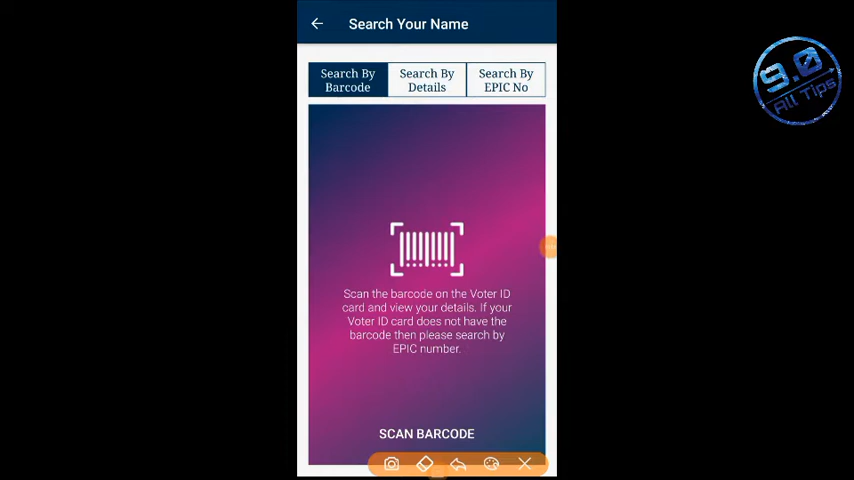 Search Your Name
Search By
Barcode
Search By
Details
Search By
EPIC No
Scan the barcode on the Voter ID
card and view your details. If your
Voter ID card does not have the
barcode then please search by
EPIC number.
SCAN BARCODE
9.0
All Tips